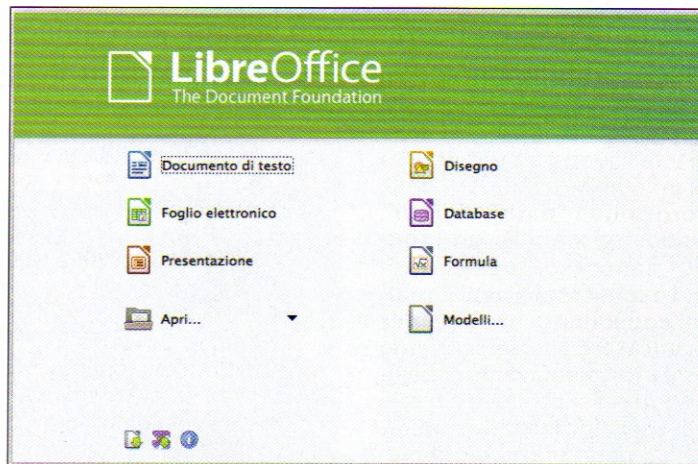 LibreOffice
The Document Foundation
Documento di testo
Disegno
Foglio elettronico
Database
Presentazione
Formula
Apri...
Modelli...